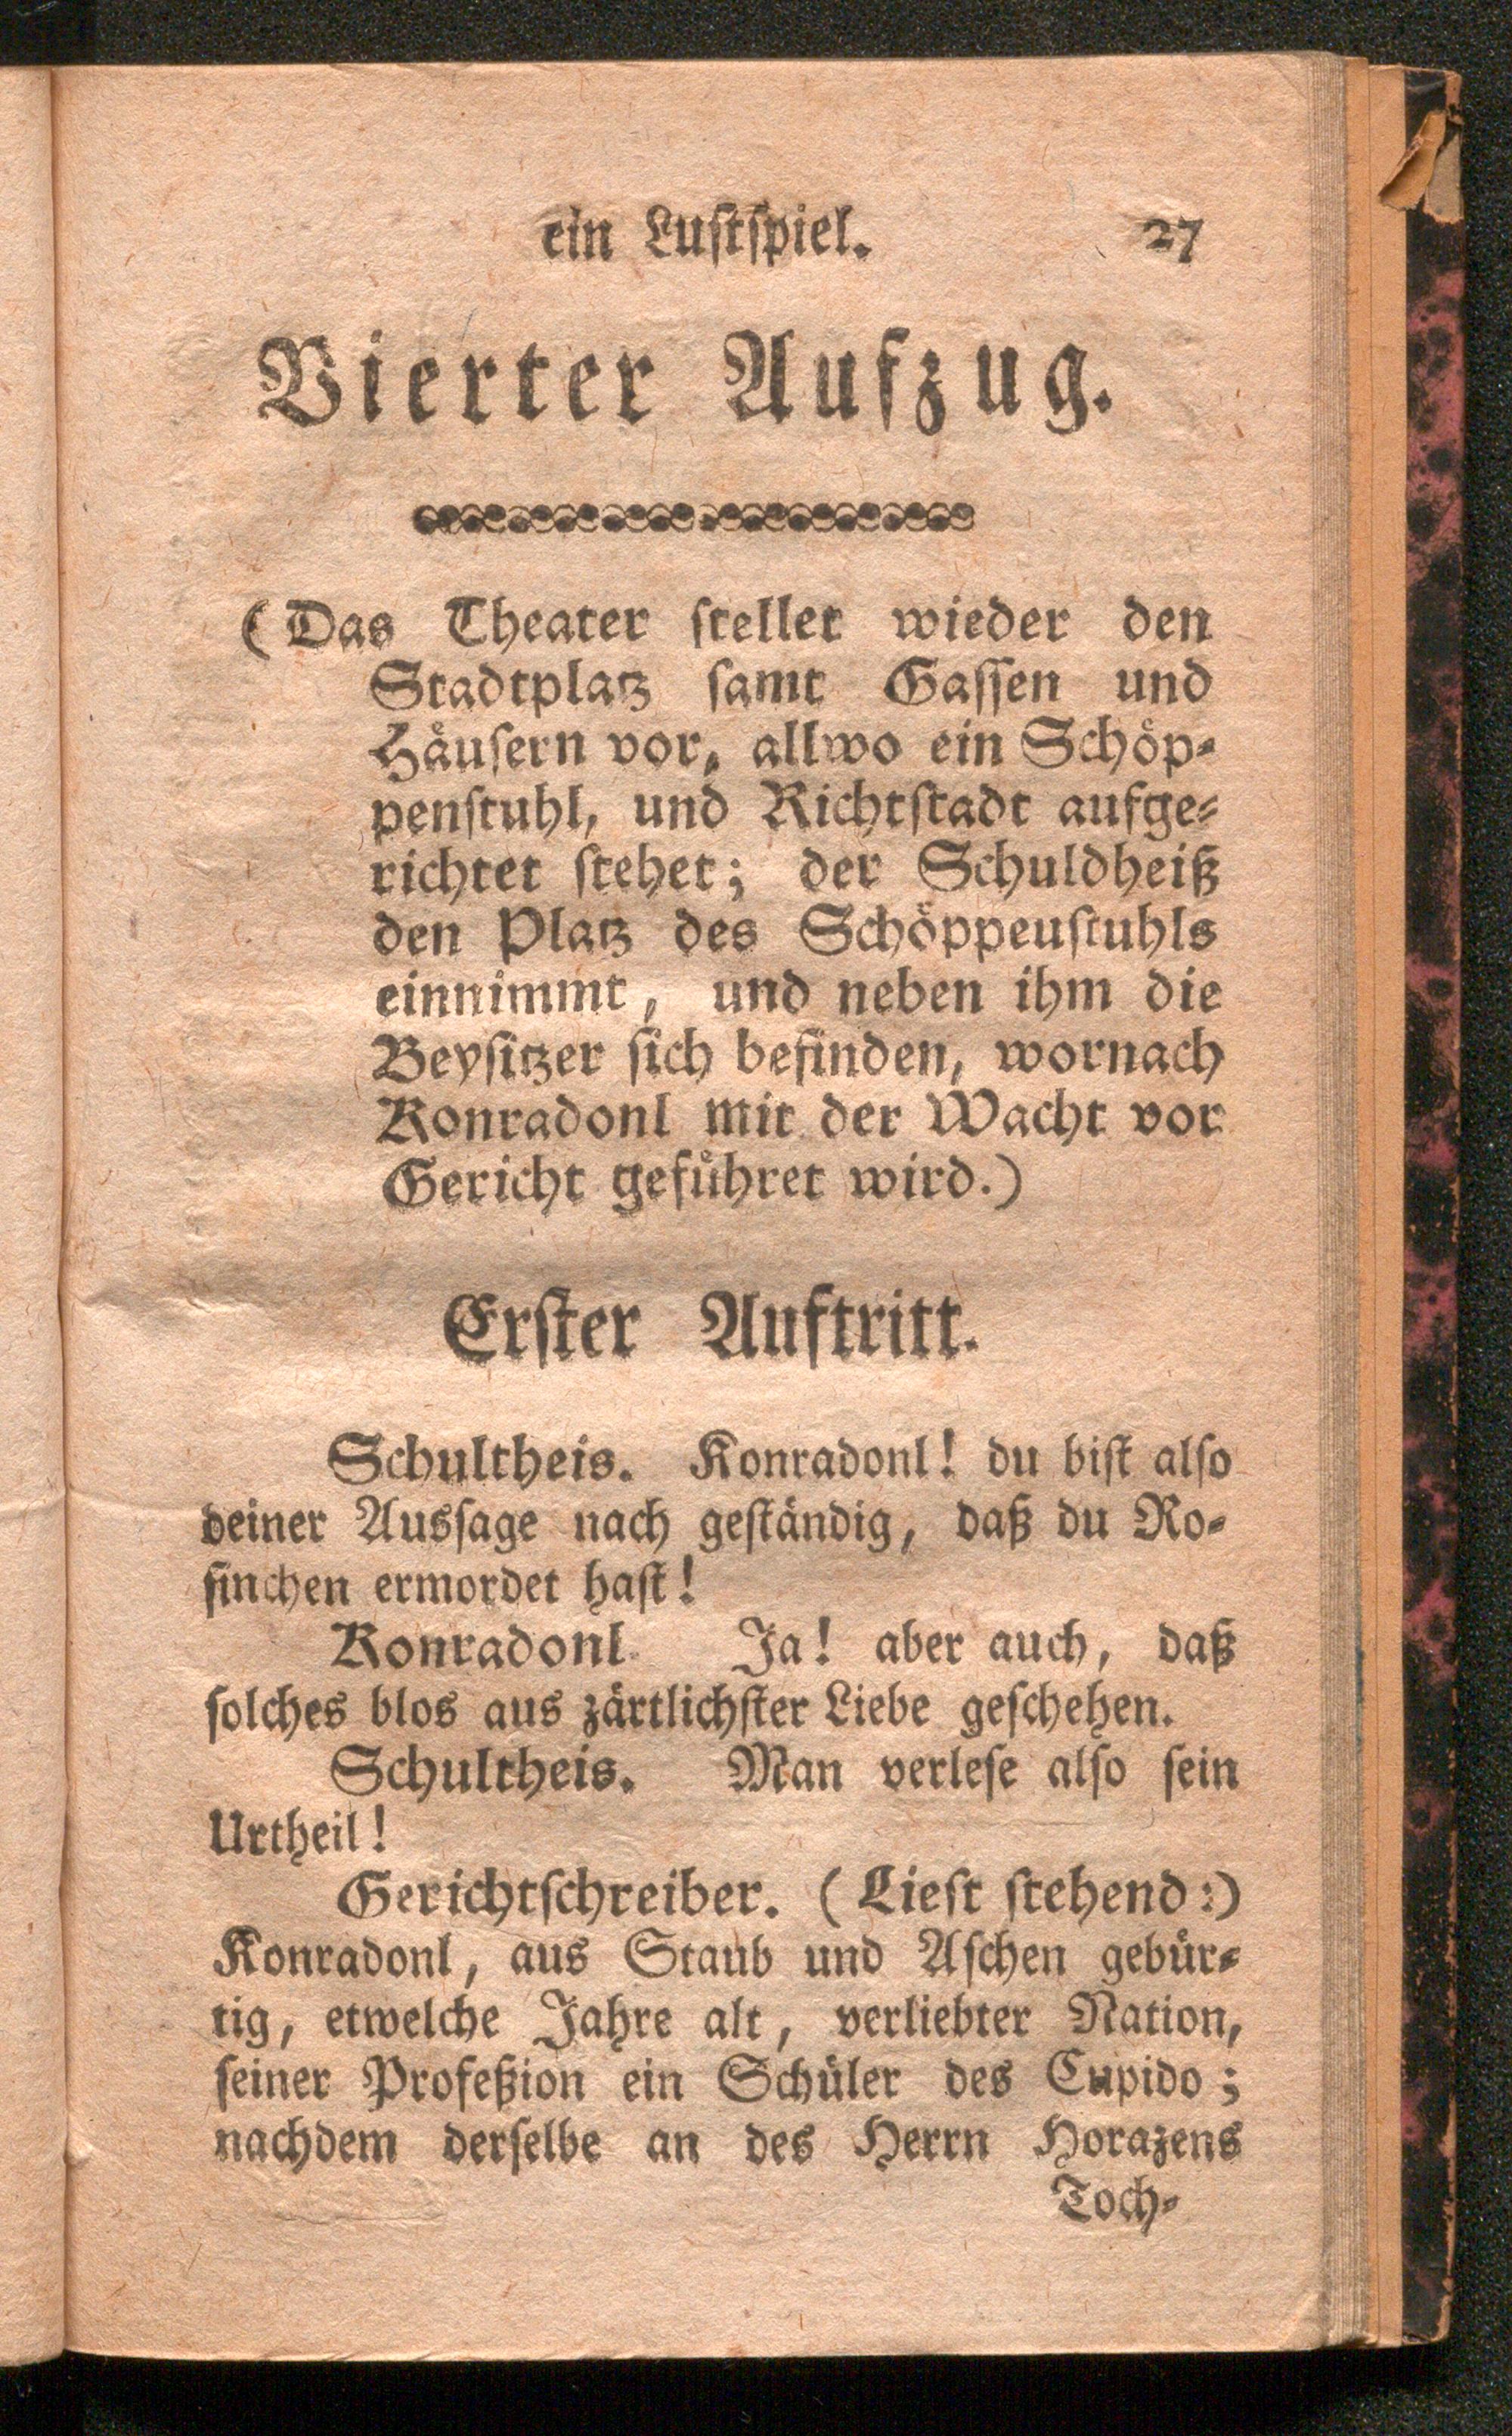 ein Lustspiel. 27
Vierter Aufzug.
(Das Theater stellet wieder den
Stadtplatz samt Gassen und
Häusern vor, allwo ein Schöp-
penstuhl, und Richtstadt aufge-
richtet stehet; der Schuldheiß
den Platz des Schöppeustuhls
einnimmt, und neben ihm die
Beysitzer sich befinden, wornach
Konradonl mit der Wacht vor
Gericht geführet wird.)
Erster Auftritt.
Schultheis. Konradonl! du bist also
deiner Aussage nach geständig, daß du Ro-
sinchen ermordet hast!
Konradonl. Ja! aber auch, daß
solches blos aus zärtlichster Liebe geschehen.
Schultheis. Man verlese also sein
Urtheil!
Gerichtschreiber. (Liest stehend:)
Konradonl, aus Staub und Aschen gebür-
tig, etwelche Jahre alt, verliebter Nation,
seiner Profeßion ein Schüler des Cupido;
nachdem derselbe an des Herrn Horazens
Toch-